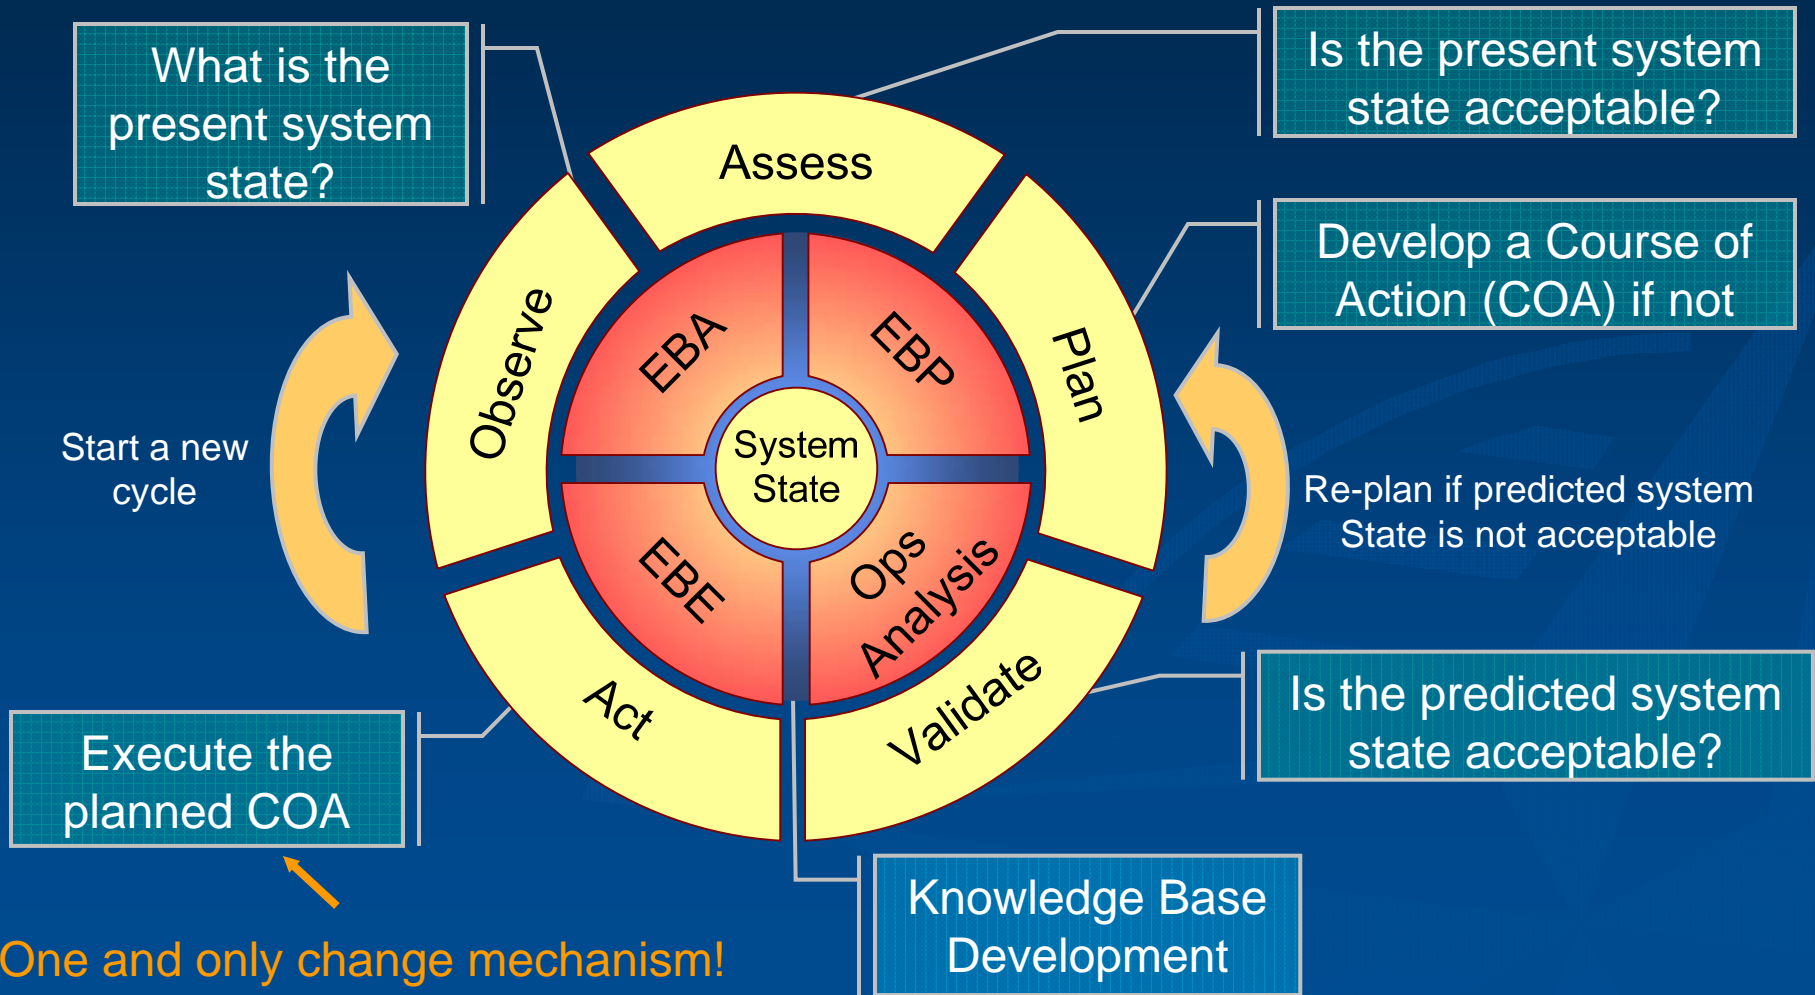 What is the
present system
state?
Is the present system
state acceptable?
Assess
Develop a Course of
Action (COA) if not
Observe
EBA
EBP
Plan
System
State
Start a new
cycle
Re-plan if predicted system
State is not acceptable
EBE
Ops
Analysis
Act
Validate
Is the predicted system
state acceptable?
Execute the
planned COA
Knowledge Base
Development
One and only change mechanism!